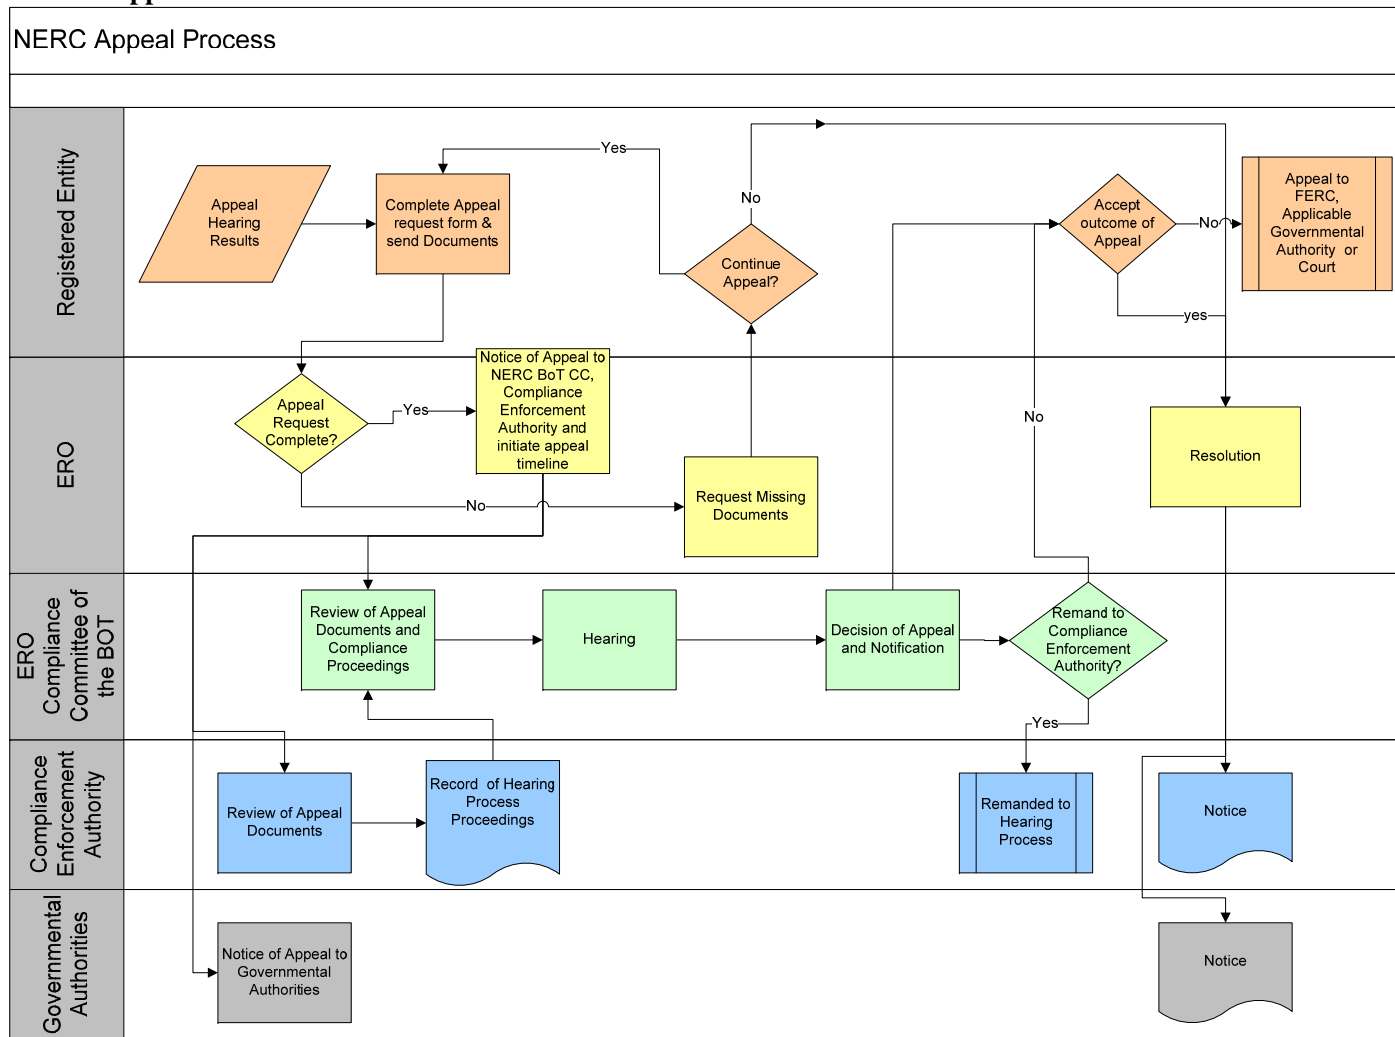 NERC Appeal Process
Registered Entity
Appeal
Hearing
Results
Complete Appeal
request form &
send Documents
Yes
Continue
Appeal?
No
Accept
outcome of
Appeal
No
yes
Appeal to
FERC,
Applicable
Governmental
Authority or
Court
ERO
Appeal
Request
Complete?
Yes
No
Notice of Appeal to
NERC BoT CC,
Compliance
Enforcement
Authority and
initiate appeal
timeline
Request Missing
Documents
No
Resolution
ERO
Compliance
Committee of
the BOT
Review of Appeal
Documents and
Compliance
Proceedings
Hearing
Decision of Appeal
and Notification
Remand to
Compliance
Enforcement
Authority?
Yes
Compliance
Enforcement
Authority
Review of Appeal
Documents
Record of Hearing
Process
Proceedings
Remanded to
Hearing
Process
Notice
Governmental
Authorities
Notice of Appeal to
Governmental
Authorities
Notice